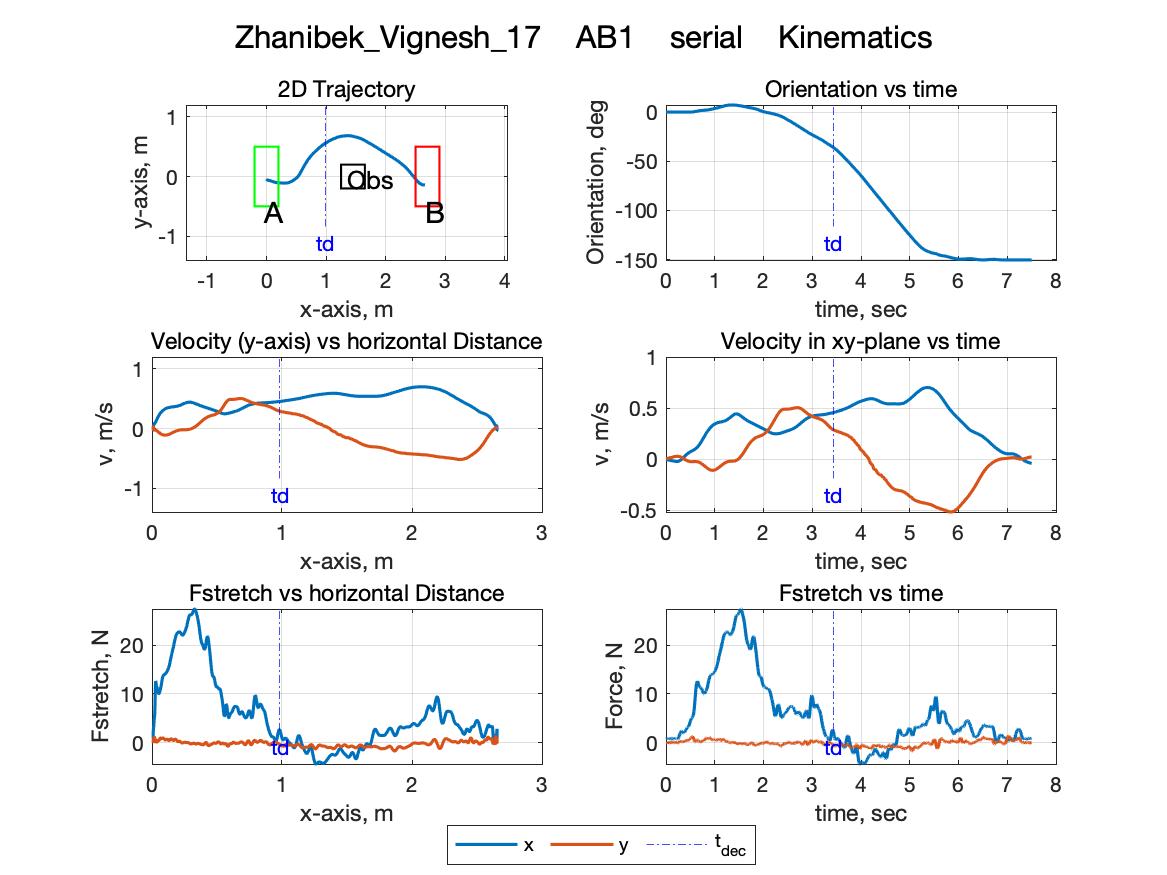 Zhanibek_Vignesh_17 AB1 serial Kinematics
2D Trajectory
1
0
-1
y-axis, m
A
Obs
B
td
-1 0 1 2 3 4
x-axis, m
Orientation vs time
0
-50
-100
-150
Orientation, deg
td
0 1 2 3 4 5 6 7 8
time, sec
Velocity (y-axis) vs horizontal Distance
1
0
-1
v, m/s
td
0 1 2 3
x-axis, m
Velocity in xy-plane vs time
1
0.5
0
-0.5
v, m/s
td
0 1 2 3 4 5 6 7 8
time, sec
Fstretch vs horizontal Distance
20
10
0
Fstretch, N
td
0 1 2 3
x-axis, m
Fstretch vs time
20
10
0
Force, N
td
0 1 2 3 4 5 6 7 8
time, sec
x y t_dec